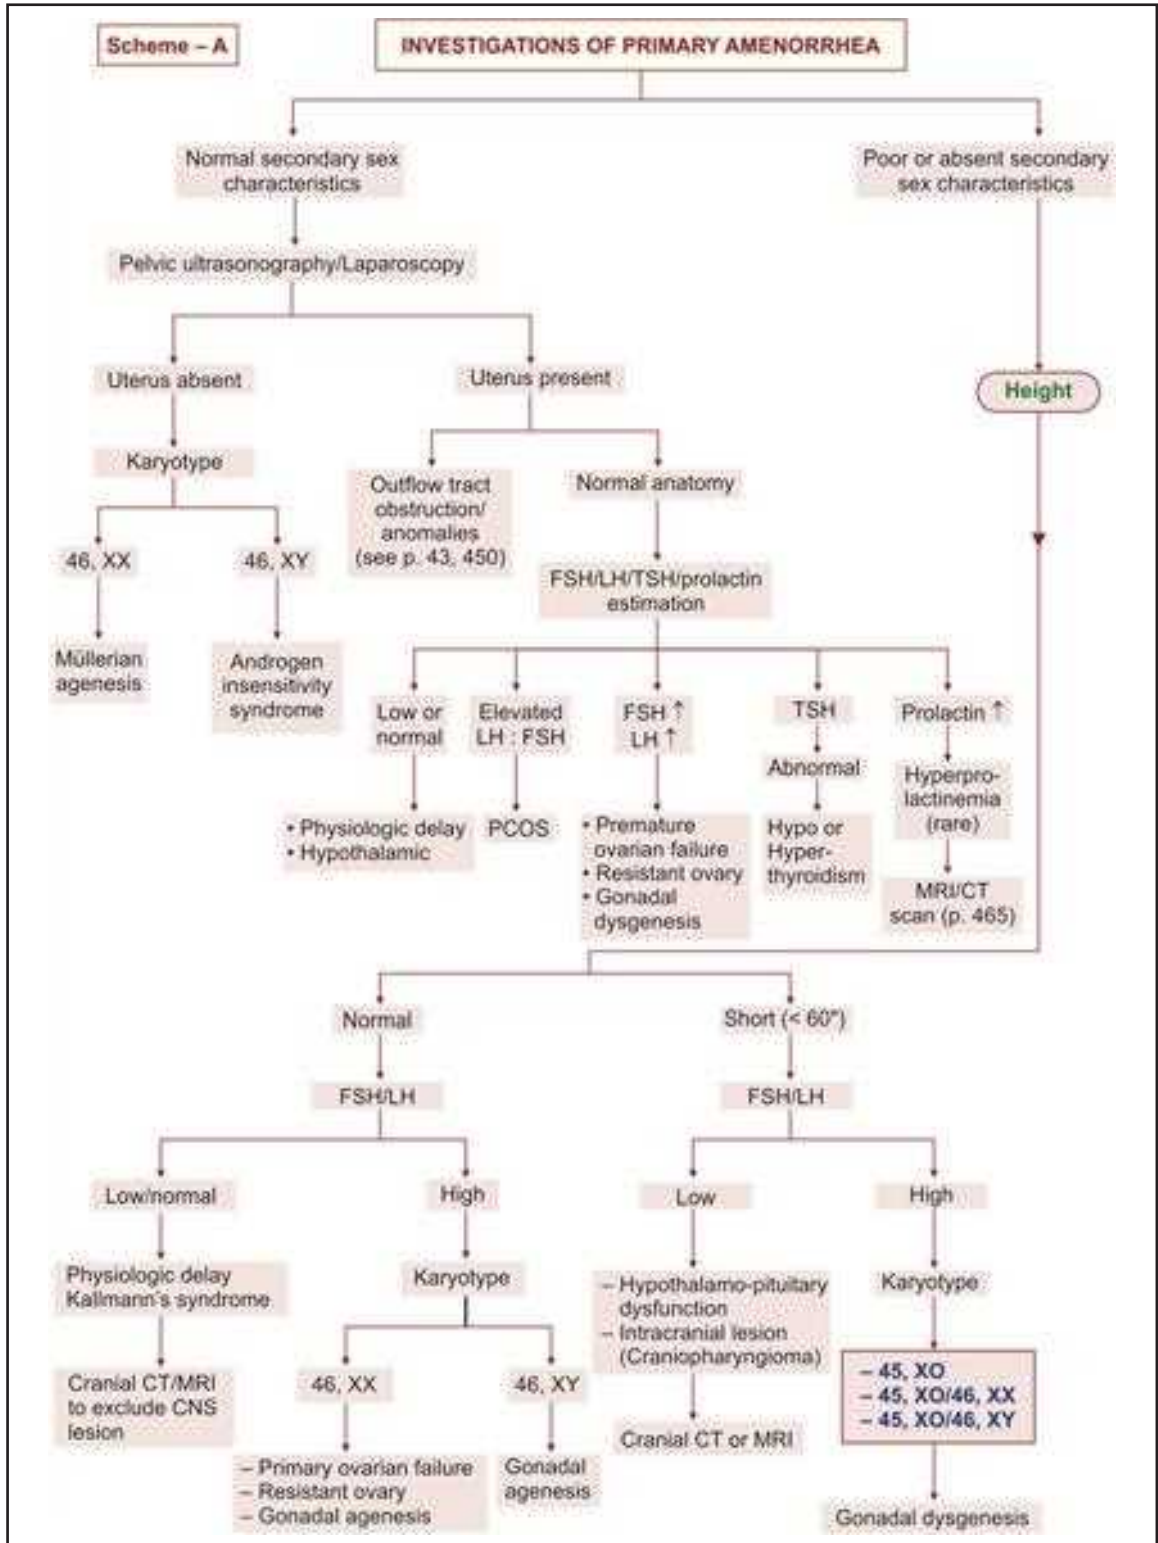 Scheme – A
INVESTIGATIONS OF PRIMARY AMENORRHEA
Normal secondary sex
characteristics
Poor or absent secondary
sex characteristics
Pelvic ultrasonography/Laparoscopy
Uterus absent
Uterus present
Height
Karyotype
Outflow tract
obstruction/
anomalies
(see p. 43, 450)
Normal anatomy
46, XX
46, XY
FSH/LH/TSH/prolactin
estimation
Müllerian
agenesis
Androgen
insensitivity
syndrome
Low or
normal
Elevated
LH : FSH
FSH ↑
LH ↑
TSH
Prolactin ↑
Abnormal
Hyperpro-
lactinemia
(rare)
• Physiologic delay
• Hypothalamic
PCOS
• Premature
ovarian failure
• Resistant ovary
• Gonadal
dysgenesis
Hypo or
Hyper-
thyroidism
MRI/CT
scan (p. 465)
Normal
Short (< 60")
FSH/LH
FSH/LH
Low/normal
High
Low
High
Physiologic delay
Kallmann's syndrome
Karyotype
– Hypothalamo-pituitary
dysfunction
– Intracranial lesion
(Craniopharyngioma)
Karyotype
Cranial CT/MRI
to exclude CNS
lesion
46, XX
46, XY
– 45, XO
– 45, XO/46, XX
– 45, XO/46, XY
Cranial CT or MRI
– Primary ovarian failure
– Resistant ovary
– Gonadal agenesis
Gonadal
agenesis
Gonadal dysgenesis